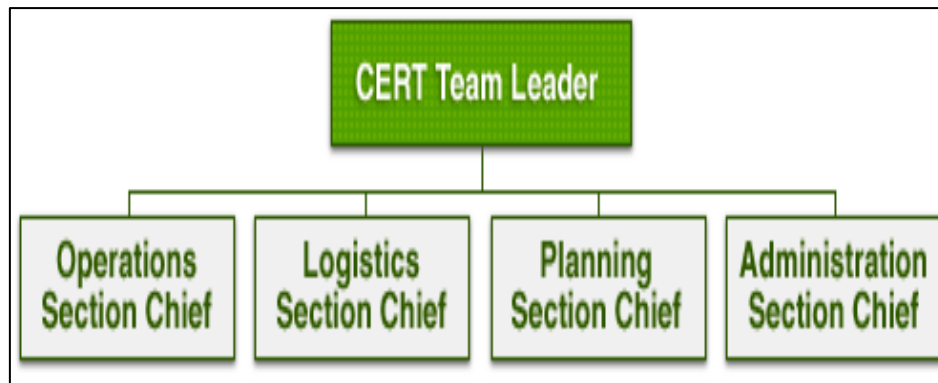 CERT Team Leader
Operations
Section Chief
Logistics
Section Chief
Planning
Section Chief
Administration
Section Chief